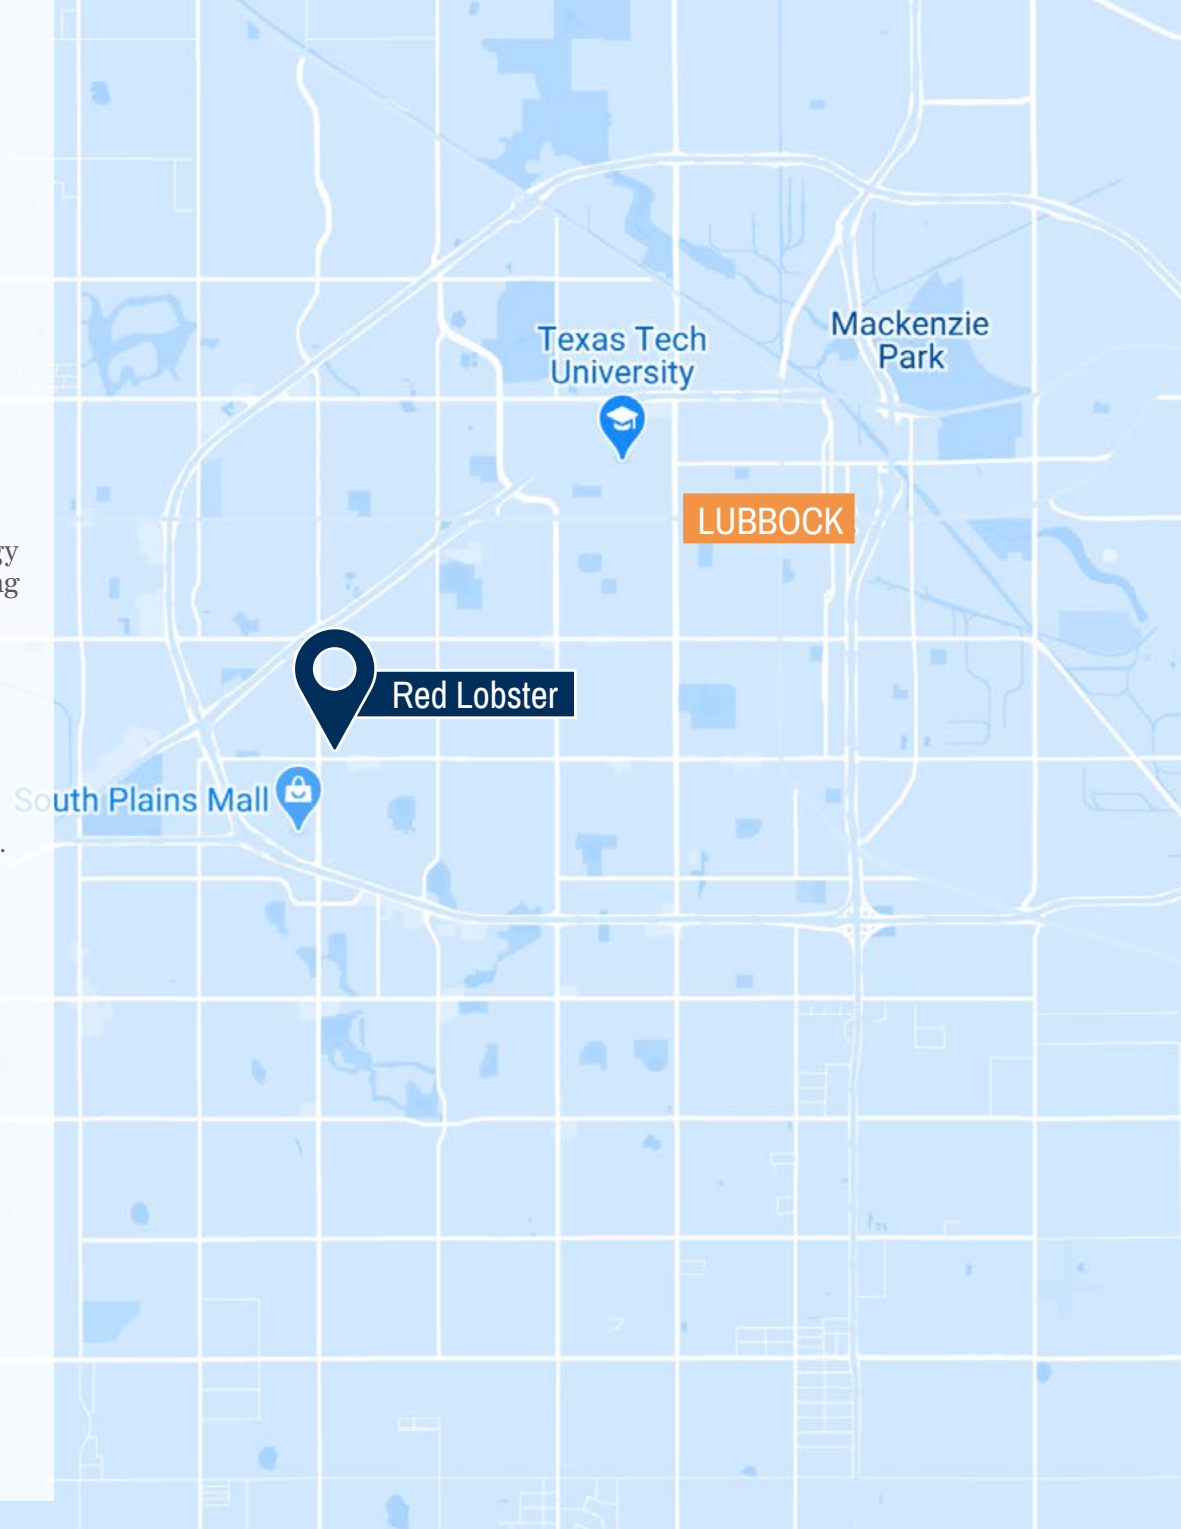 Texas Tech
University
Mackenzie
Park
LUBBOCK
Red Lobster
South Plains Mall